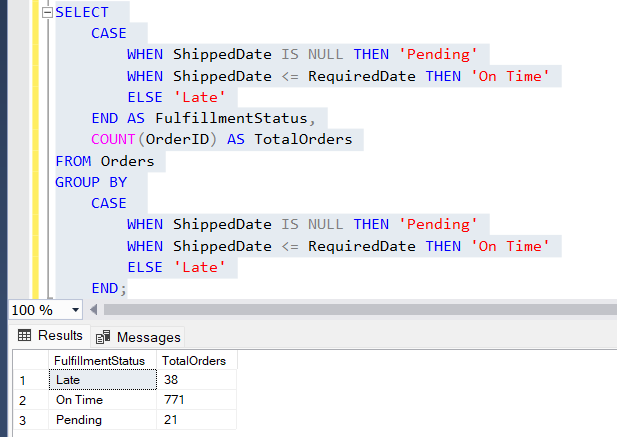 SELECT
CASE
WHEN ShippedDate IS NULL THEN 'Pending'
WHEN ShippedDate <= RequiredDate THEN 'On Time'
ELSE 'Late'
END AS FulfillmentStatus,
COUNT(OrderID) AS TotalOrders
FROM Orders
GROUP BY
CASE
WHEN ShippedDate IS NULL THEN 'Pending'
WHEN ShippedDate <= RequiredDate THEN 'On Time'
ELSE 'Late'
END;
100 %
Results Messages
FulfillmentStatus TotalOrders
1 Late 38
2 On Time 771
3 Pending 21